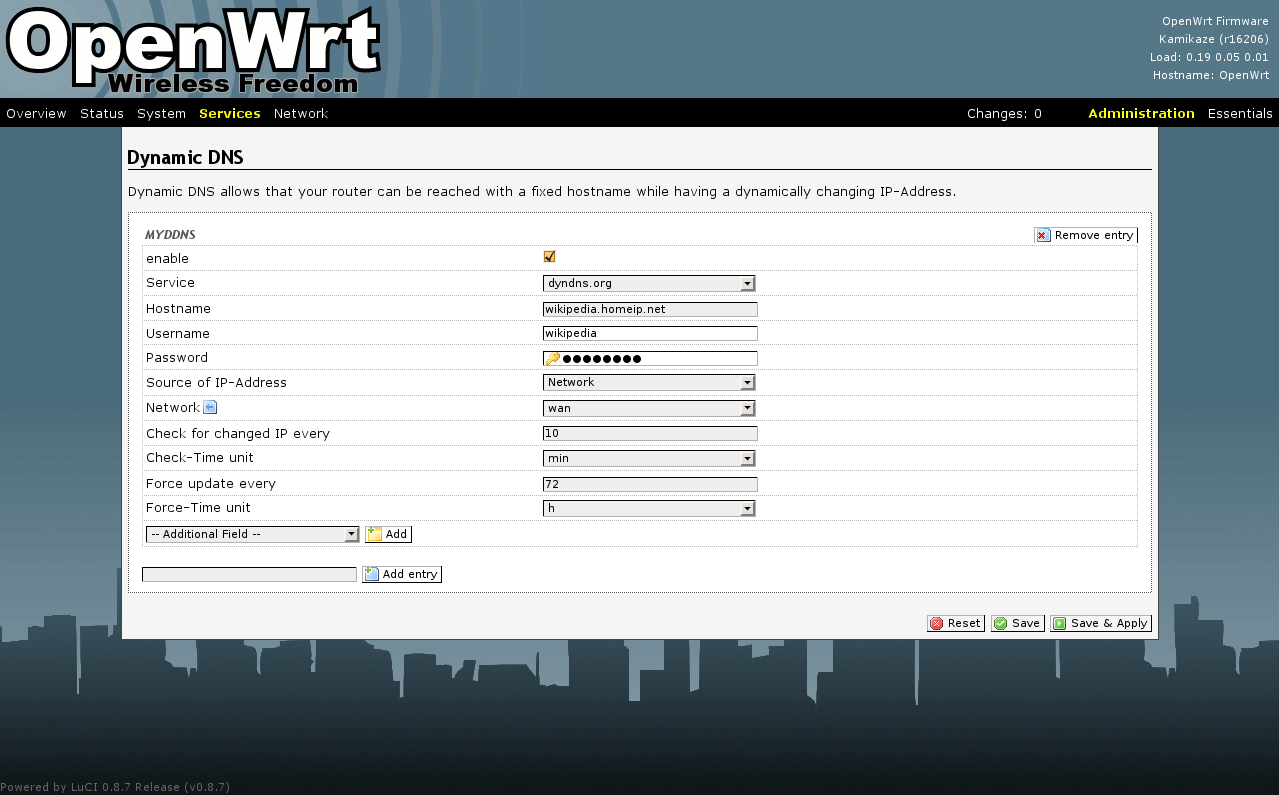 OpenWrt
Wireless Freedom
OpenWrt Firmware
Kamikaze (r16206)
Load: 0.19 0.05 0.01
Hostname: OpenWrt
Overview Status System Services Network Changes: 0 Administration Essentials
Dynamic DNS
Dynamic DNS allows that your router can be reached with a fixed hostname while having a dynamically changing IP-Address.
MYDDNS Remove entry
enable
Service dyndns.org
Hostname wikipedia.homeip.net
Username wikipedia
Password ●●●●●●●●
Source of IP-Address Network
Network wan
Check for changed IP every 10
Check-Time unit min
Force update every 72
Force-Time unit h
-- Additional Field -- Add
Add entry
Reset Save Save & Apply
Powered by LuCI 0.8.7 Release (v0.8.7)